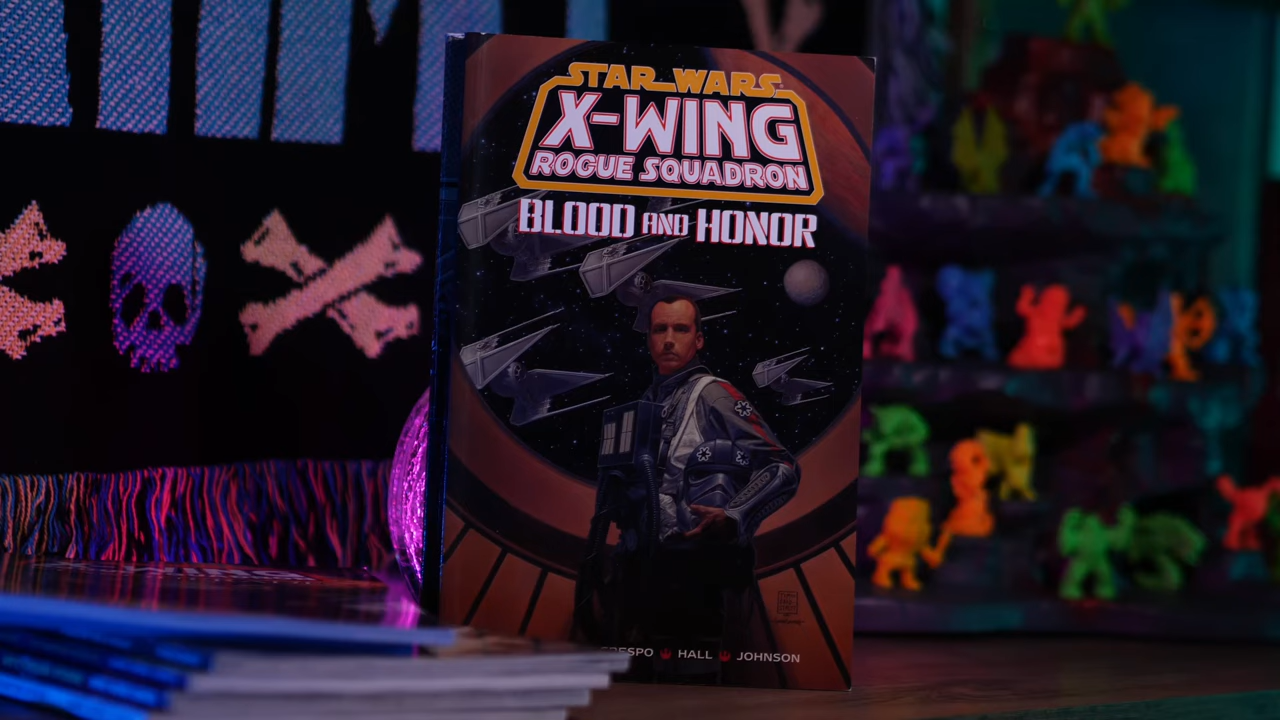 STAR WARS
X-WING
ROGUE SQUADRON
BLOOD AND HONOR
HALL JOHNSON